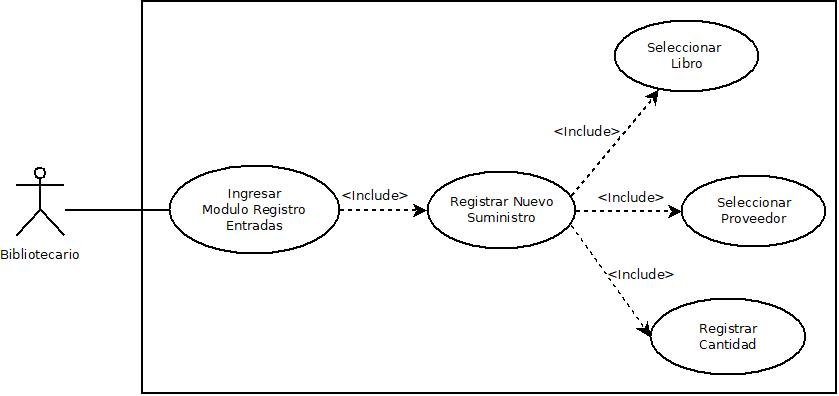 Seleccionar
Libro
<Include>
Ingresar
Modulo Registro
Entradas
<Include>
Registrar Nuevo
Suministro
<Include>
Seleccionar
Proveedor
Bibliotecario
<Include>
Registrar
Cantidad